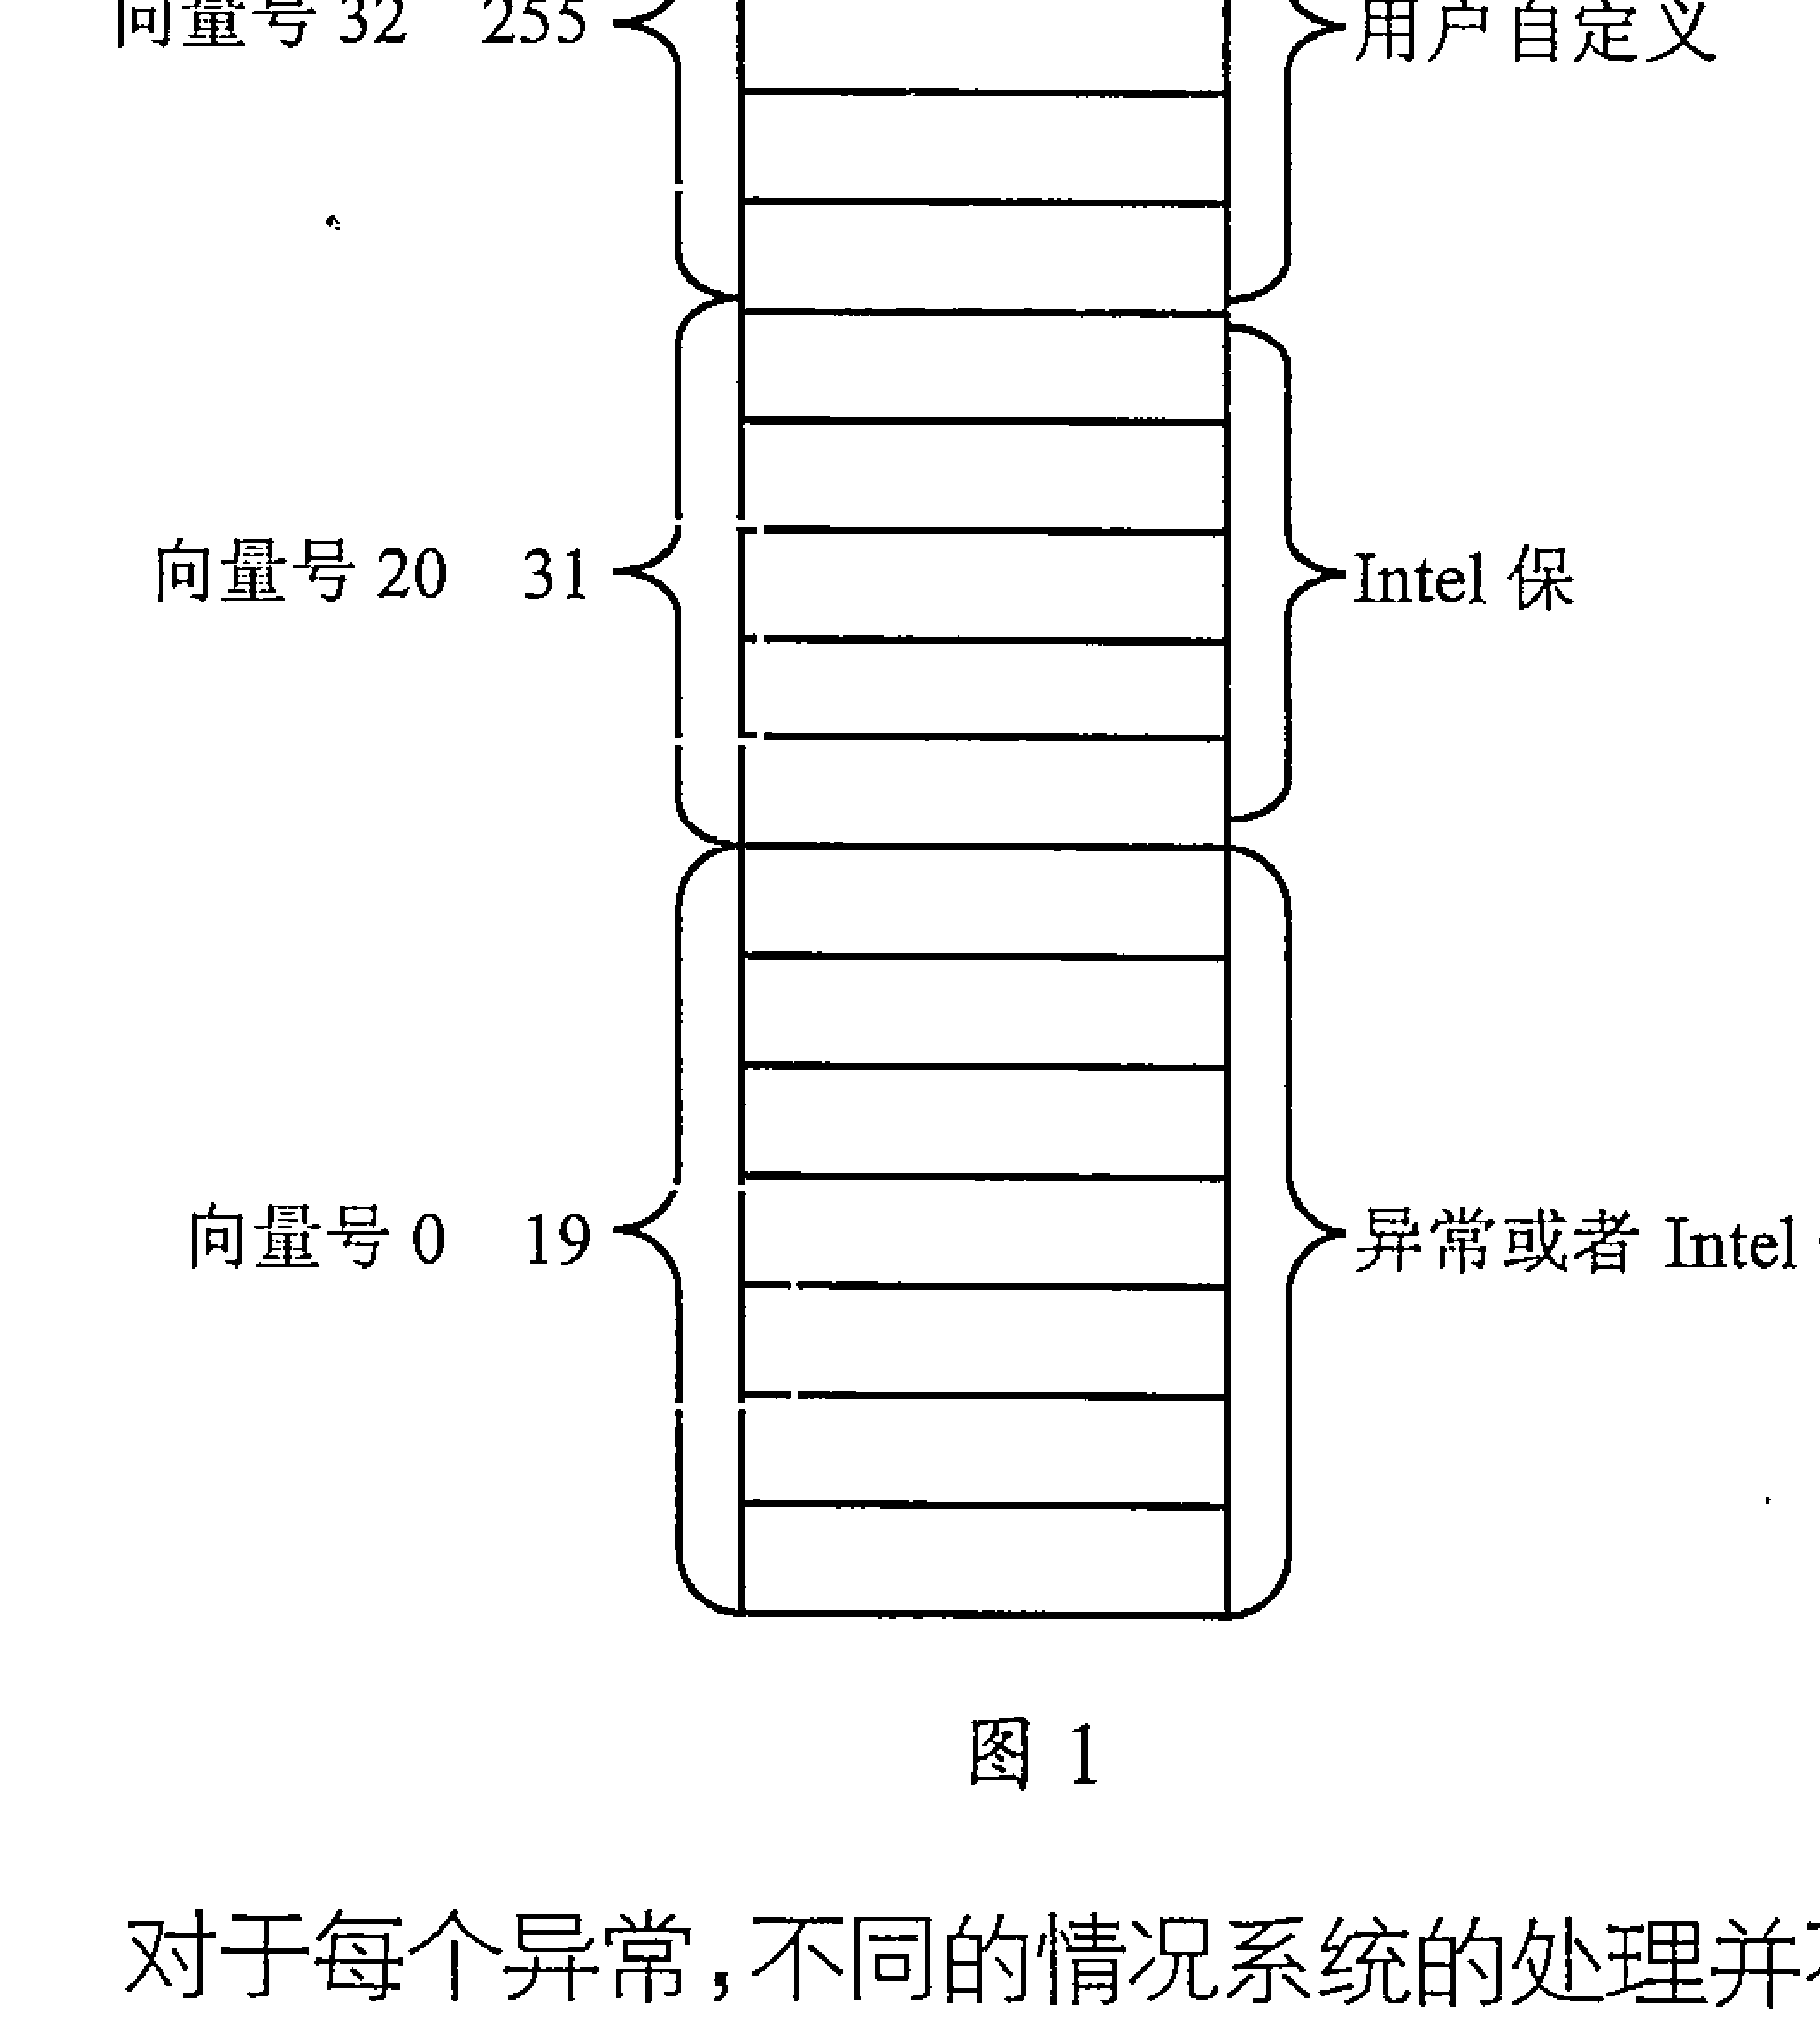 向量号 32 255 用户自定义
向量号 20 31 Intel 保
向量号 0 19 异常或者 Intel
图 1
对于每个异常,不同的情况系统的处理并